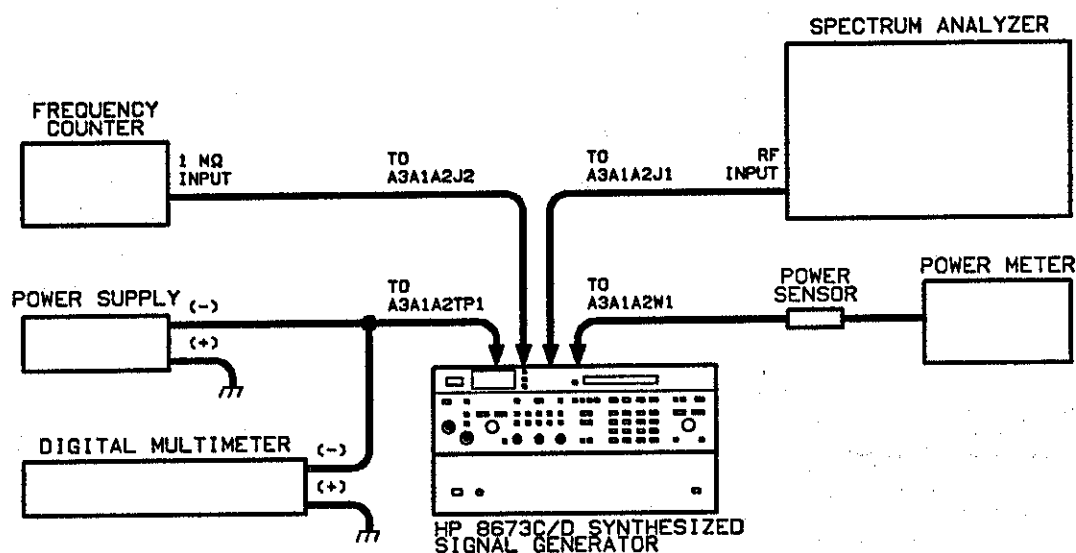 SPECTRUM ANALYZER
FREQUENCY
COUNTER
1 MΩ
INPUT
TO
A3A1A2J2
TO
A3A1A2J1
RF
INPUT
POWER SUPPLY
(-)
(+)
TO
A3A1A2TP1
TO
A3A1A2W1
POWER
SENSOR
POWER METER
DIGITAL MULTIMETER
(-)
(+)
HP 8673C/D SYNTHESIZED
SIGNAL GENERATOR